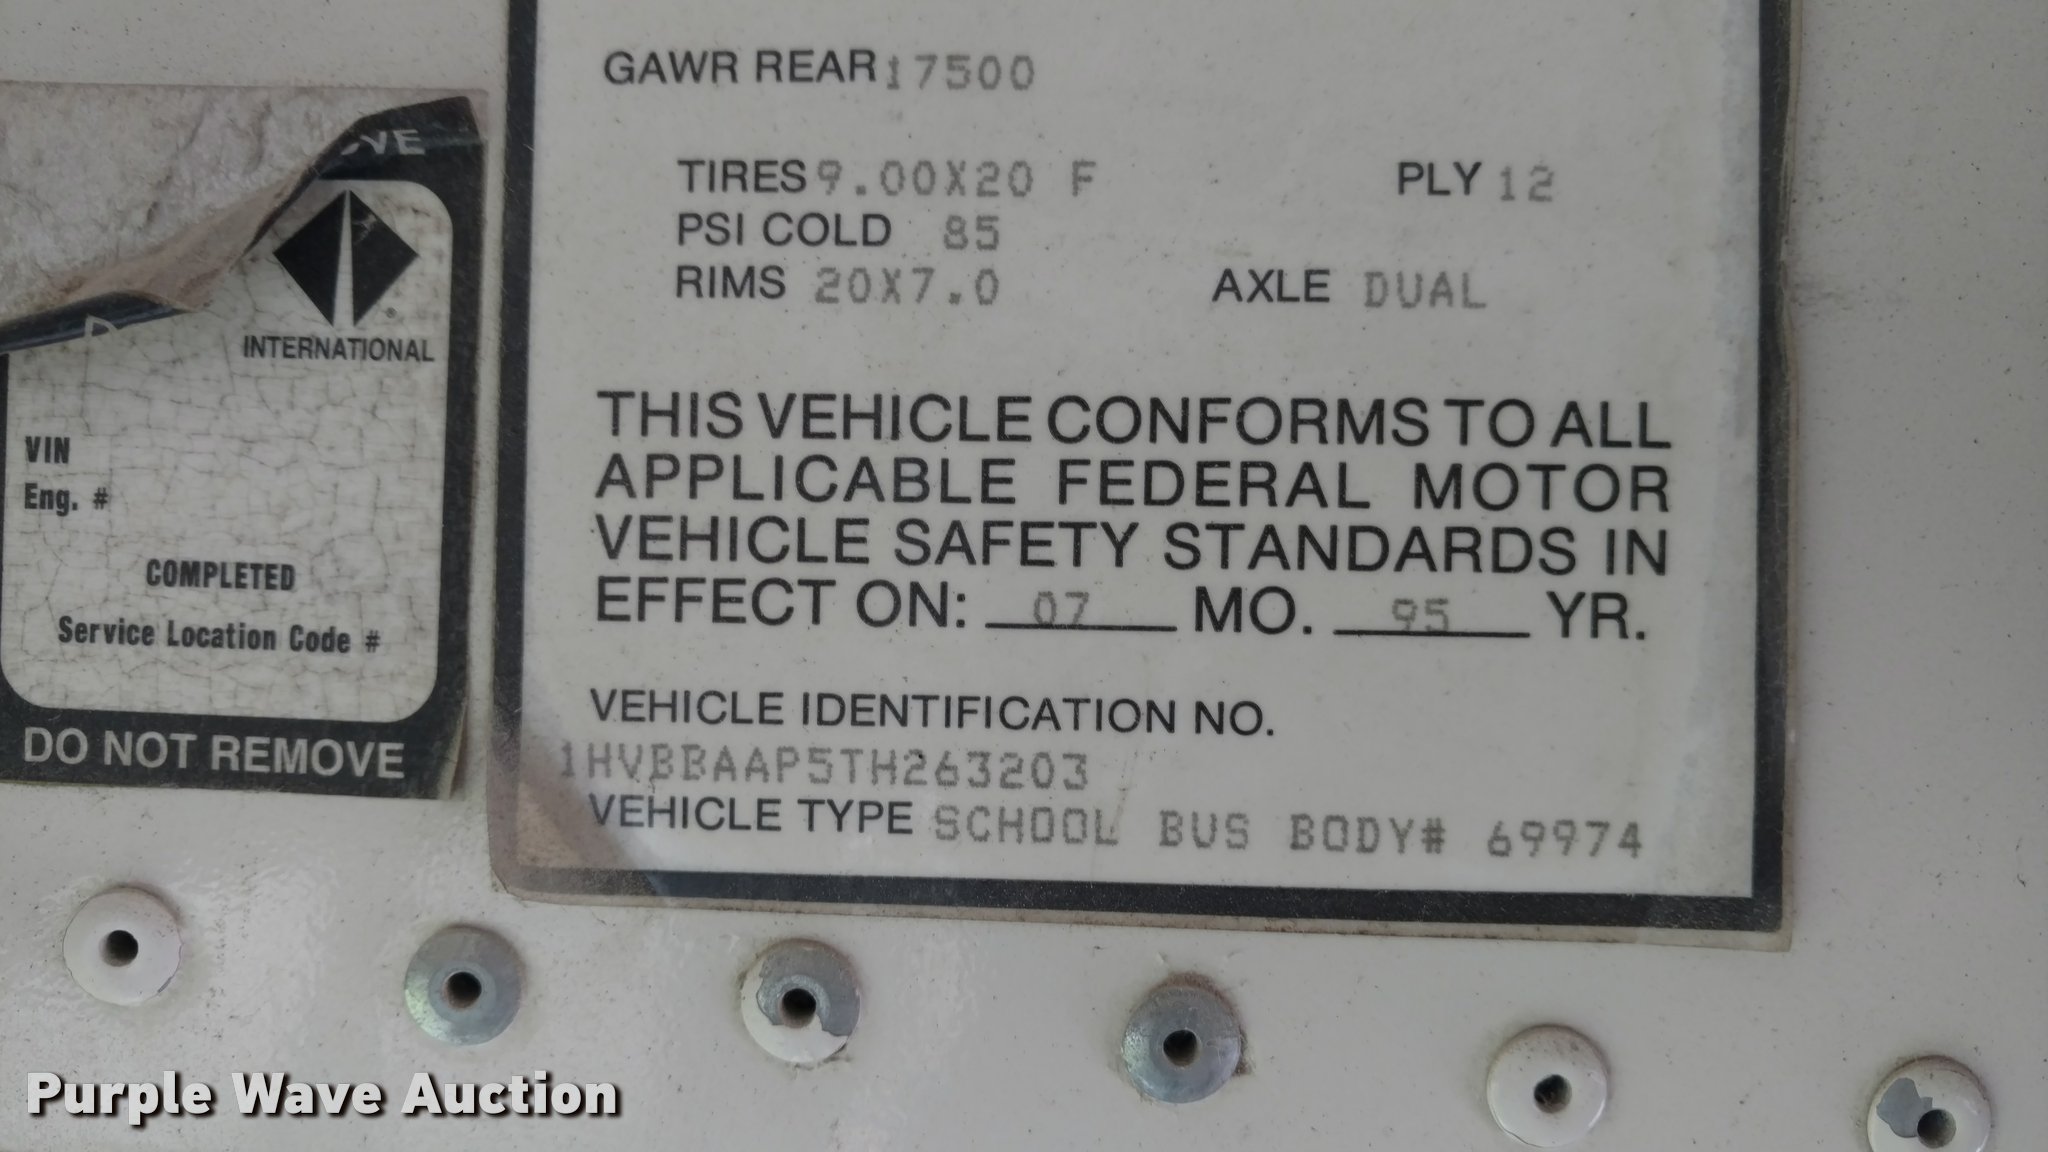 GAWR REAR 17500
TIRES 9.00X20 F PLY 12
PSI COLD 85
RIMS 20X7.0 AXLE DUAL
THIS VEHICLE CONFORMS TO ALL
APPLICABLE FEDERAL MOTOR
VEHICLE SAFETY STANDARDS IN
EFFECT ON: 07 MO. 95 YR.
VEHICLE IDENTIFICATION NO.
1HVBBAAP5TH263203
VEHICLE TYPE SCHOOL BUS BODY# 69974
INTERNATIONAL
VIN
Eng. #
COMPLETED
Service Location Code #
DO NOT REMOVE
Purple Wave Auction